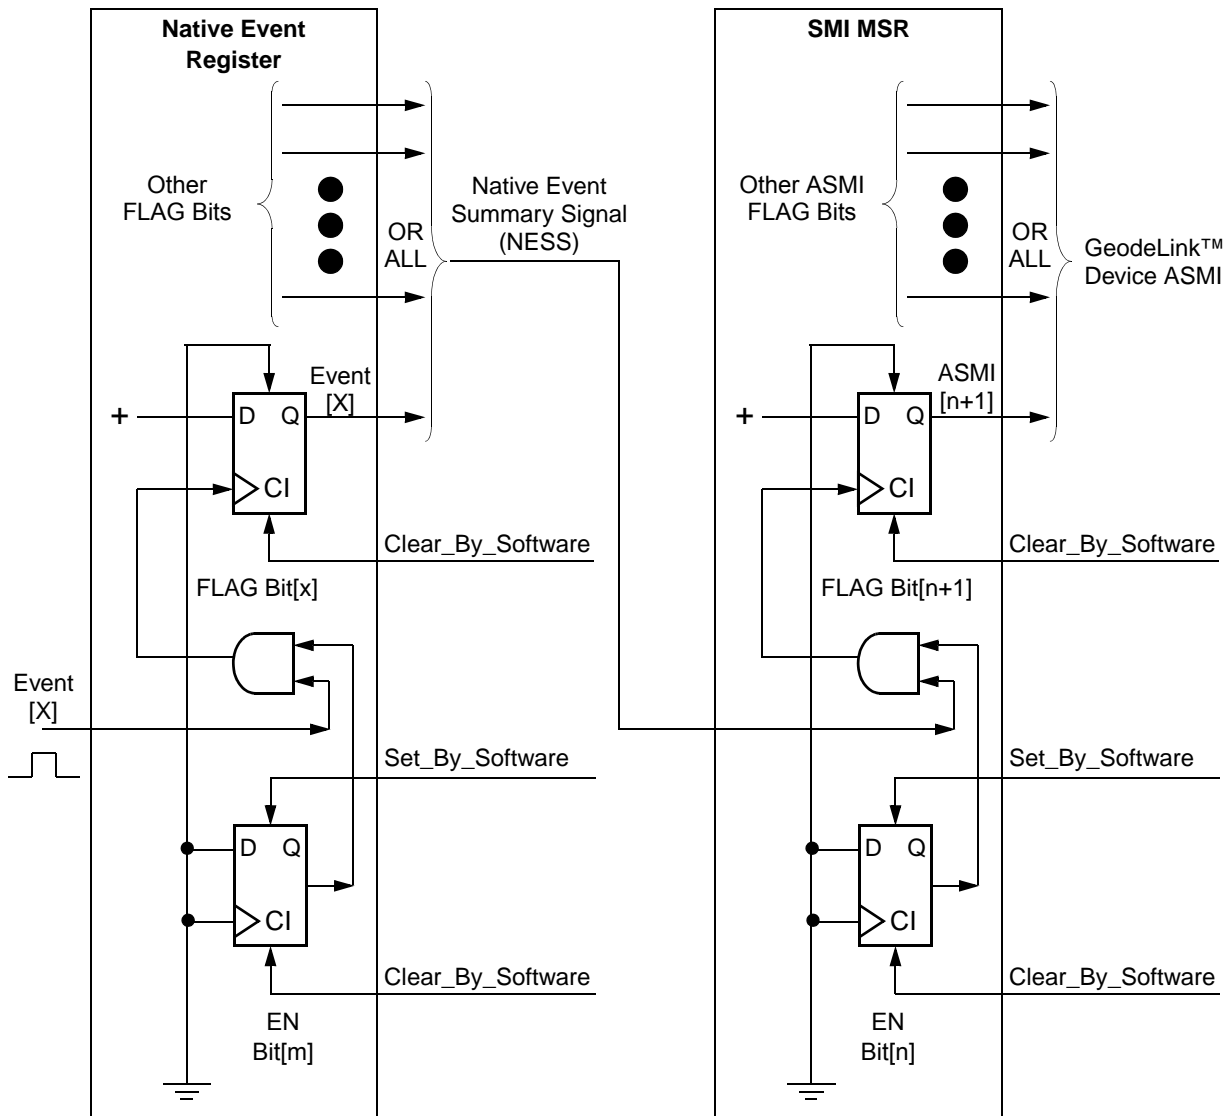 Native Event
Register
Other
FLAG Bits
OR
ALL
Native Event
Summary Signal
(NESS)
Event
[X]
+
D Q
CI
Clear_By_Software
FLAG Bit[x]
Event
[X]
Set_By_Software
D Q
CI
Clear_By_Software
EN
Bit[m]
SMI MSR
Other ASMI
FLAG Bits
OR
ALL
GeodeLink™
Device ASMI
ASMI
[n+1]
+
D Q
CI
Clear_By_Software
FLAG Bit[n+1]
Set_By_Software
D Q
CI
Clear_By_Software
EN
Bit[n]